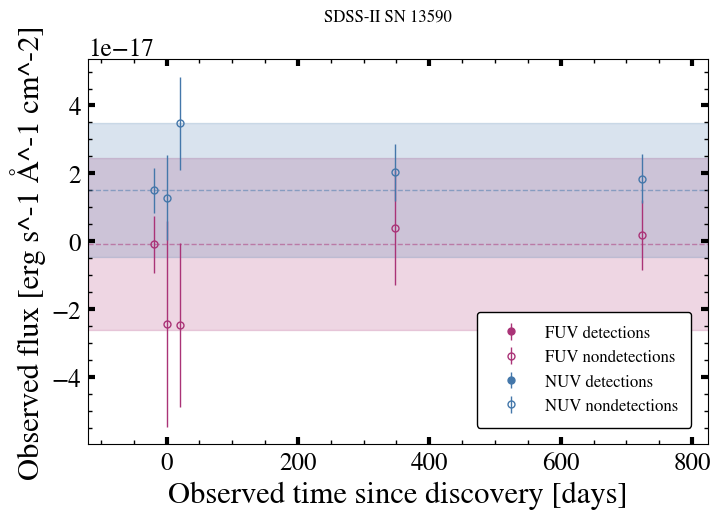 SDSS-II SN 13590
1e−17
4
2
0
−2
−4
Observed flux [erg s^-1 Å^-1 cm^-2]
FUV detections
FUV nondetections
NUV detections
NUV nondetections
0 200 400 600 800
Observed time since discovery [days]